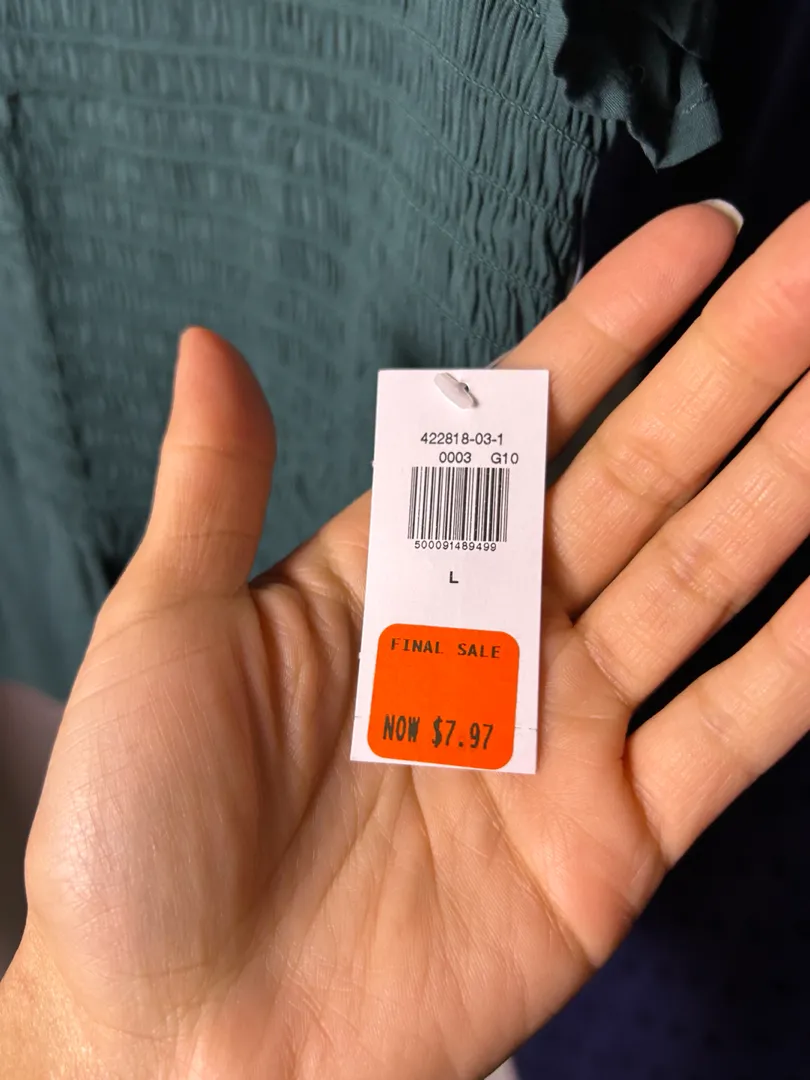 422818-03-1
0003 G10
500091489499
L
FINAL SALE
NOW $7.97